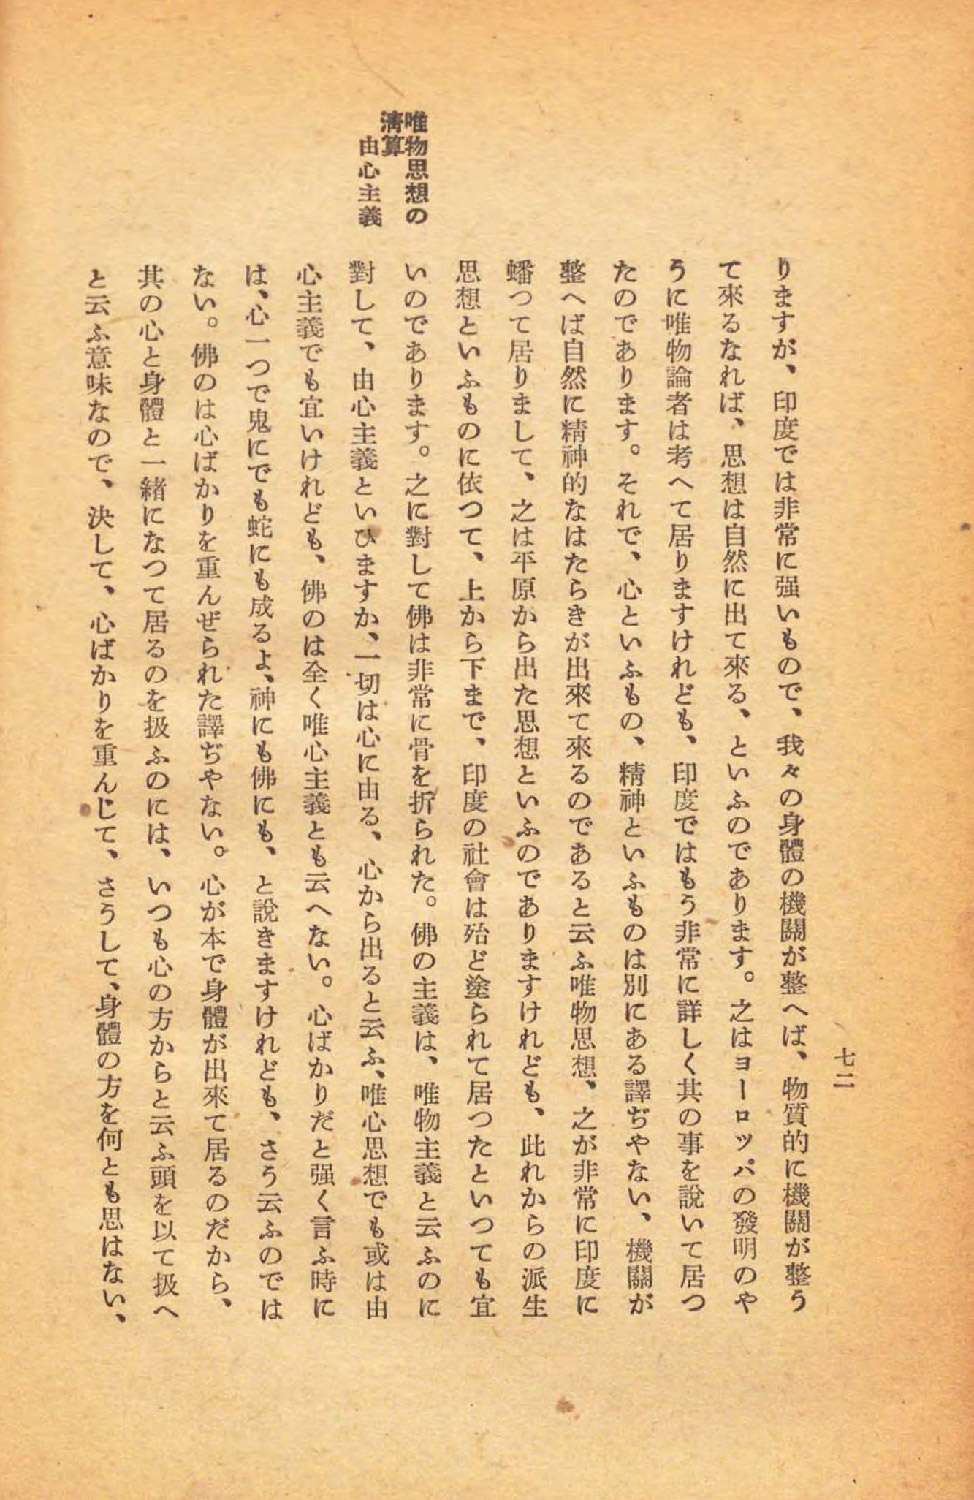 七二
りますが、印度では非常に强いもので、我々の身體の機關が整へば、物質的に機關が整う
て來るなれば、思想は自然に出て來る、といふのであります。之はヨーロッパの發明のや
うに唯物論者は考へて居りますけれども、印度ではもう非常に詳しく其の事を說いて居つ
たのであります。それで、心といふもの、精神といふものは別にある譯ぢやない、機關が
整へば自然に精神的なはたらきが出來て來るのであると云ふ唯物思想、之が非常に印度に
蟠つて居りまして、之は平原から出た思想といふのでありますけれども、此れからの派生
思想といふものに依つて、上から下まで、印度の社會は殆ど塗られて居つたといつても宜
いのであります。之に對して佛は非常に骨を折られた。佛の主義は、唯物主義と云ふのに
唯物思想の
淸算
由心主義
對して、由心主義といひますか、一切は心に由る、心から出ると云ふ、唯心思想でも或は由
心主義でも宜いけれども、佛のは全く唯心主義とも云へない。心ばかりだと强く言ふ時に
は、心一つで鬼にでも蛇にも成るよ、神にも佛にも、と說きますけれども、さう云ふのでは
ない。佛のは心ばかりを重んぜられた譯ぢやない。心が本で身體が出來て居るのだから、
其の心と身體と一緖になつて居るのを扱ふのには、いつも心の方からと云ふ頭を以て扱へ
と云ふ意味なので、決して、心ばかりを重んじて、さうして、身體の方を何とも思はない、